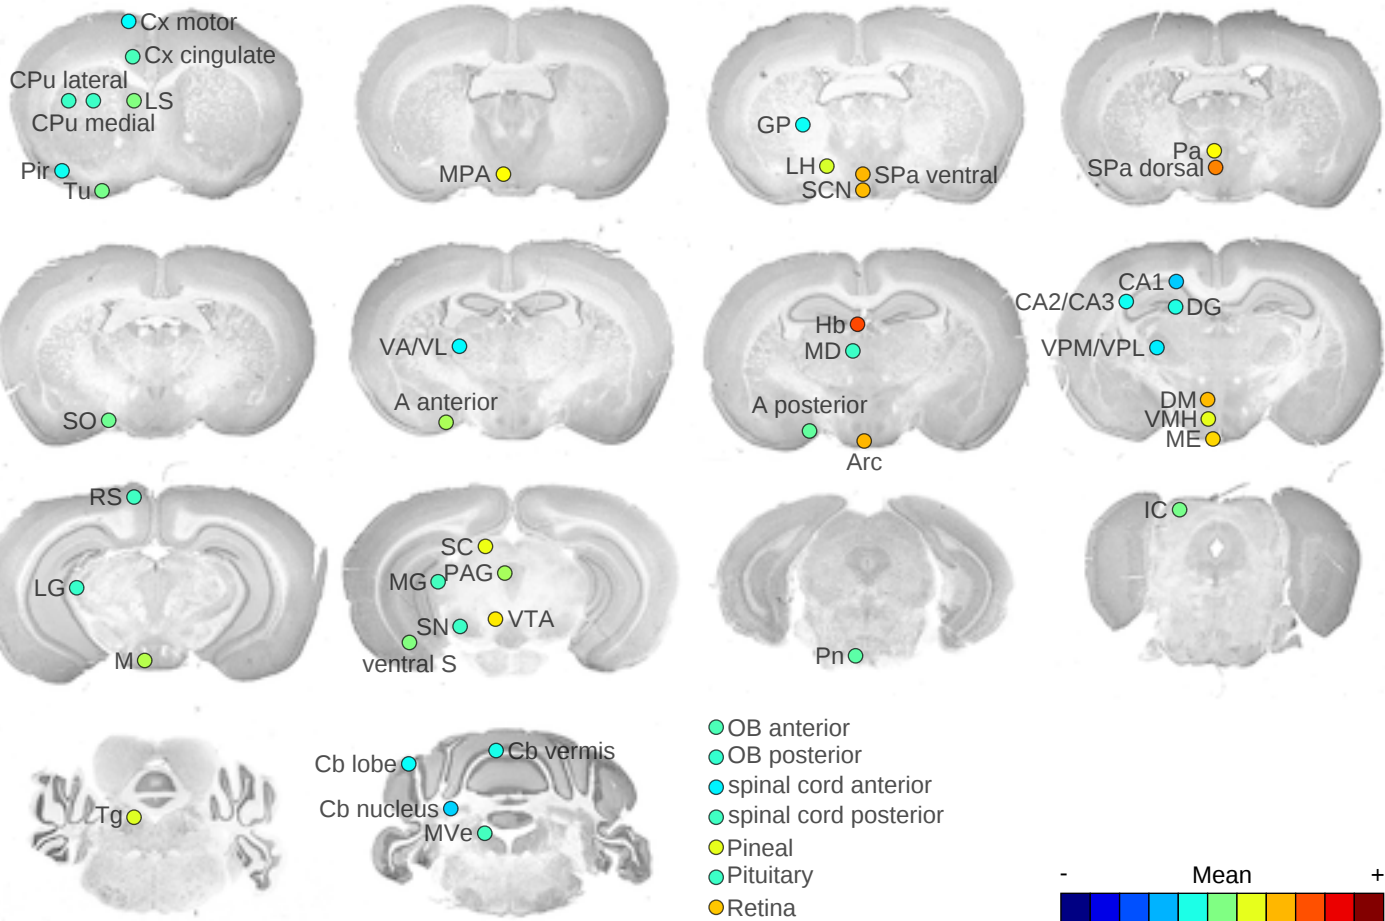 Cx motor
Cx cingulate
CPu lateral
LS
CPu medial
Pir
Tu
MPA
GP
LH
SPa ventral
SCN
Pa
SPa dorsal
SO
VA/VL
A anterior
Hb
MD
A posterior
Arc
CA1
CA2/CA3
DG
VPM/VPL
DM
VMH
ME
RS
LG
M
SC
MG
PAG
SN
VTA
ventral S
Pn
IC
Tg
Cb lobe
Cb vermis
Cb nucleus
MVe
OB anterior
OB posterior
spinal cord anterior
spinal cord posterior
Pineal
Pituitary
Retina
- Mean +